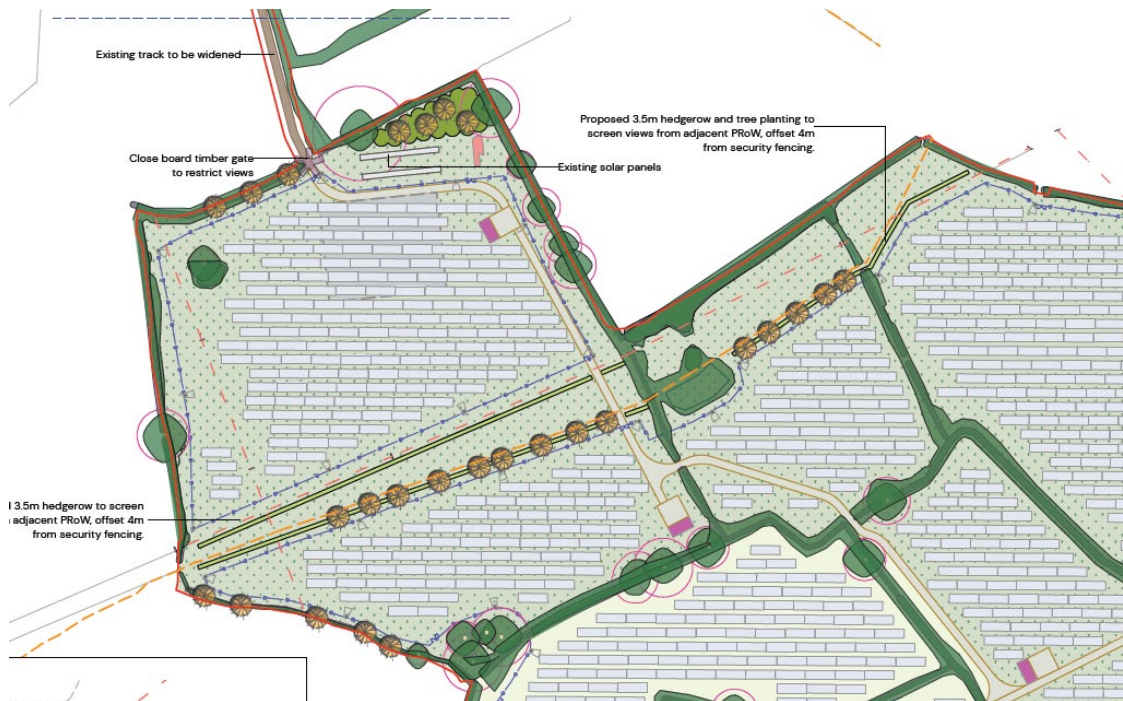 Existing track to be widened
Proposed 3.5m hedgerow and tree planting to
screen views from adjacent PRoW, offset 4m
from security fencing.
Close board timber gate
to restrict views
Existing solar panels
3.5m hedgerow to screen
adjacent PRoW, offset 4m
from security fencing.